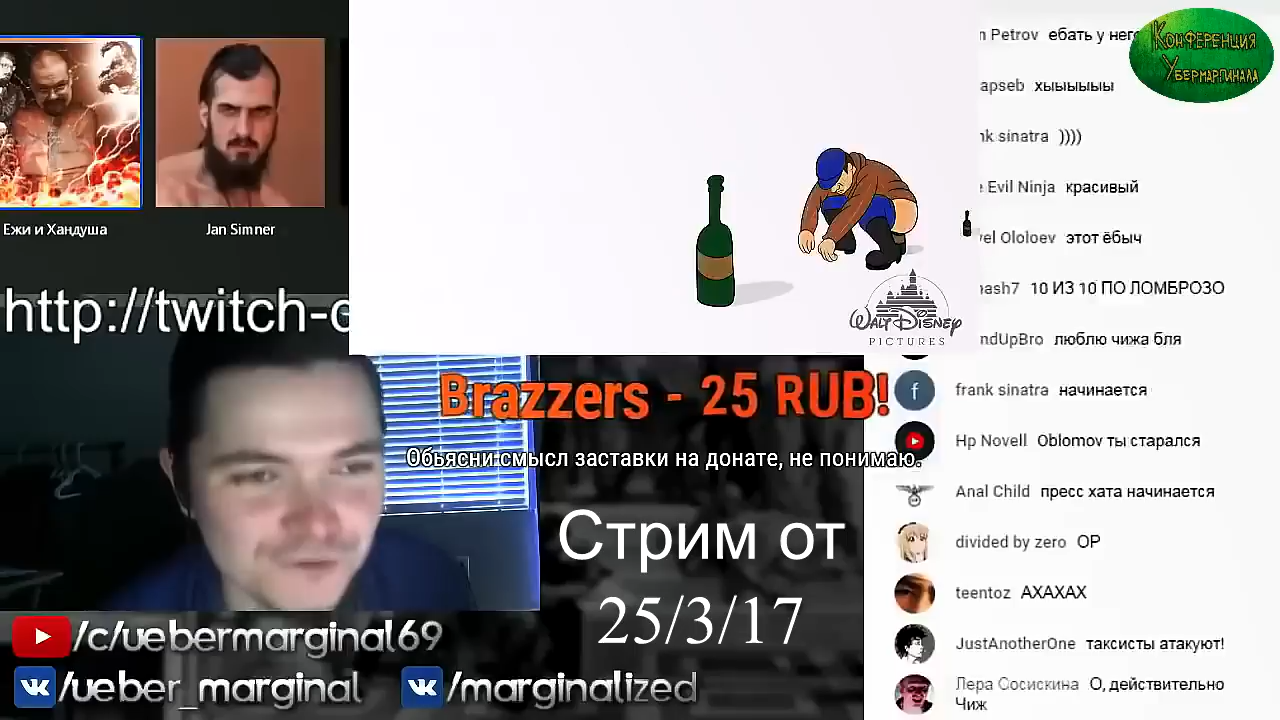 Ежи и Хандуша
Jan Simner
http://twitch-
WALT DISNEY
PICTURES
Brazzers - 25 RUB!
Обьясни смысл заставки на донате, не понимаю.
Стрим от
25/3/17
/c/uebermarginal69
/ueber_marginal
/marginalized
КОНФЕРЕНЦИЯ
УБЕРМАРГИНАЛА
n Petrov ебать у него
apseb хыыыыыы
nk sinatra ))))
e Evil Ninja красивый
vel Ololoev этот ёбыч
nash7 10 ИЗ 10 ПО ЛОМБРОЗО
ndUpBro люблю чижа бля
frank sinatra начинается
Hp Novell Oblomov ты старался
Anal Child пресс хата начинается
divided by zero ОР
teentoz АХАХАХ
JustAnotherOne таксисты атакуют!
Лера Сосискина О, действительно
Чиж